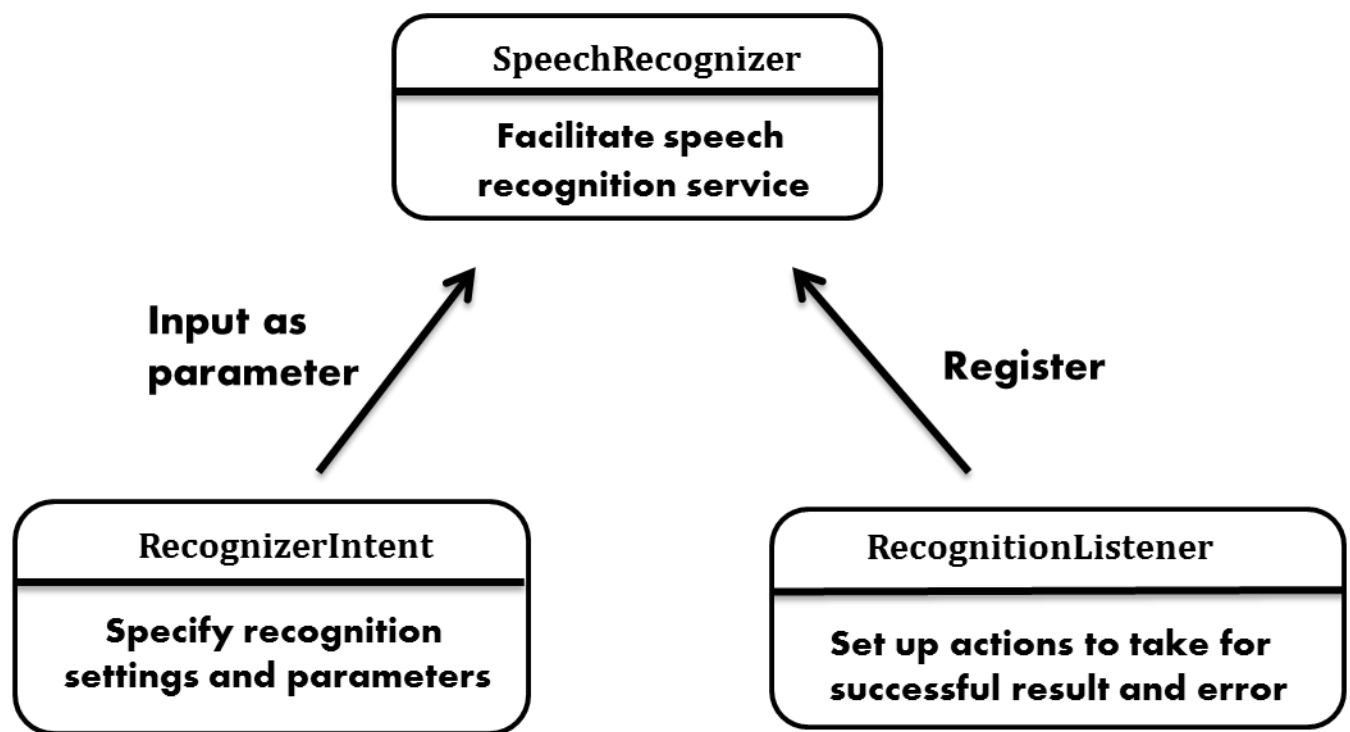 SpeechRecognizer
Facilitate speech
recognition service
Input as
parameter
Register
RecognizerIntent
Specify recognition
settings and parameters
RecognitionListener
Set up actions to take for
successful result and error